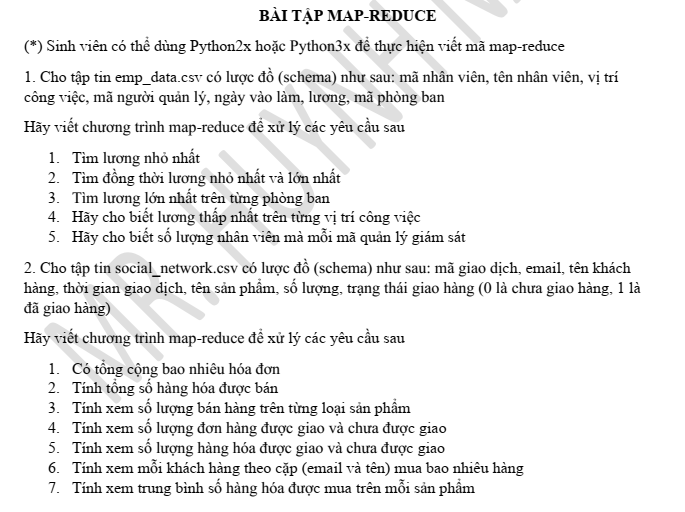 BÀI TẬP MAP-REDUCE
(*) Sinh viên có thể dùng Python2x hoặc Python3x để thực hiện viết mã map-reduce
1. Cho tập tin emp_data.csv có lược đồ (schema) như sau: mã nhân viên, tên nhân viên, vị trí
công việc, mã người quản lý, ngày vào làm, lương, mã phòng ban
Hãy viết chương trình map-reduce để xử lý các yêu cầu sau
1. Tìm lương nhỏ nhất
2. Tìm đồng thời lương nhỏ nhất và lớn nhất
3. Tìm lương lớn nhất trên từng phòng ban
4. Hãy cho biết lương thấp nhất trên từng vị trí công việc
5. Hãy cho biết số lượng nhân viên mà mỗi mã quản lý giám sát
2. Cho tập tin social_network.csv có lược đồ (schema) như sau: mã giao dịch, email, tên khách
hàng, thời gian giao dịch, tên sản phẩm, số lượng, trạng thái giao hàng (0 là chưa giao hàng, 1 là
đã giao hàng)
Hãy viết chương trình map-reduce để xử lý các yêu cầu sau
1. Có tổng cộng bao nhiêu hóa đơn
2. Tính tổng số hàng hóa được bán
3. Tính xem số lượng bán hàng trên từng loại sản phẩm
4. Tính xem số lượng đơn hàng được giao và chưa được giao
5. Tính xem số lượng hàng hóa được giao và chưa được giao
6. Tính xem mỗi khách hàng theo cặp (email và tên) mua bao nhiêu hàng
7. Tính xem trung bình số hàng hóa được mua trên mỗi sản phẩm
MR. HUYNH N